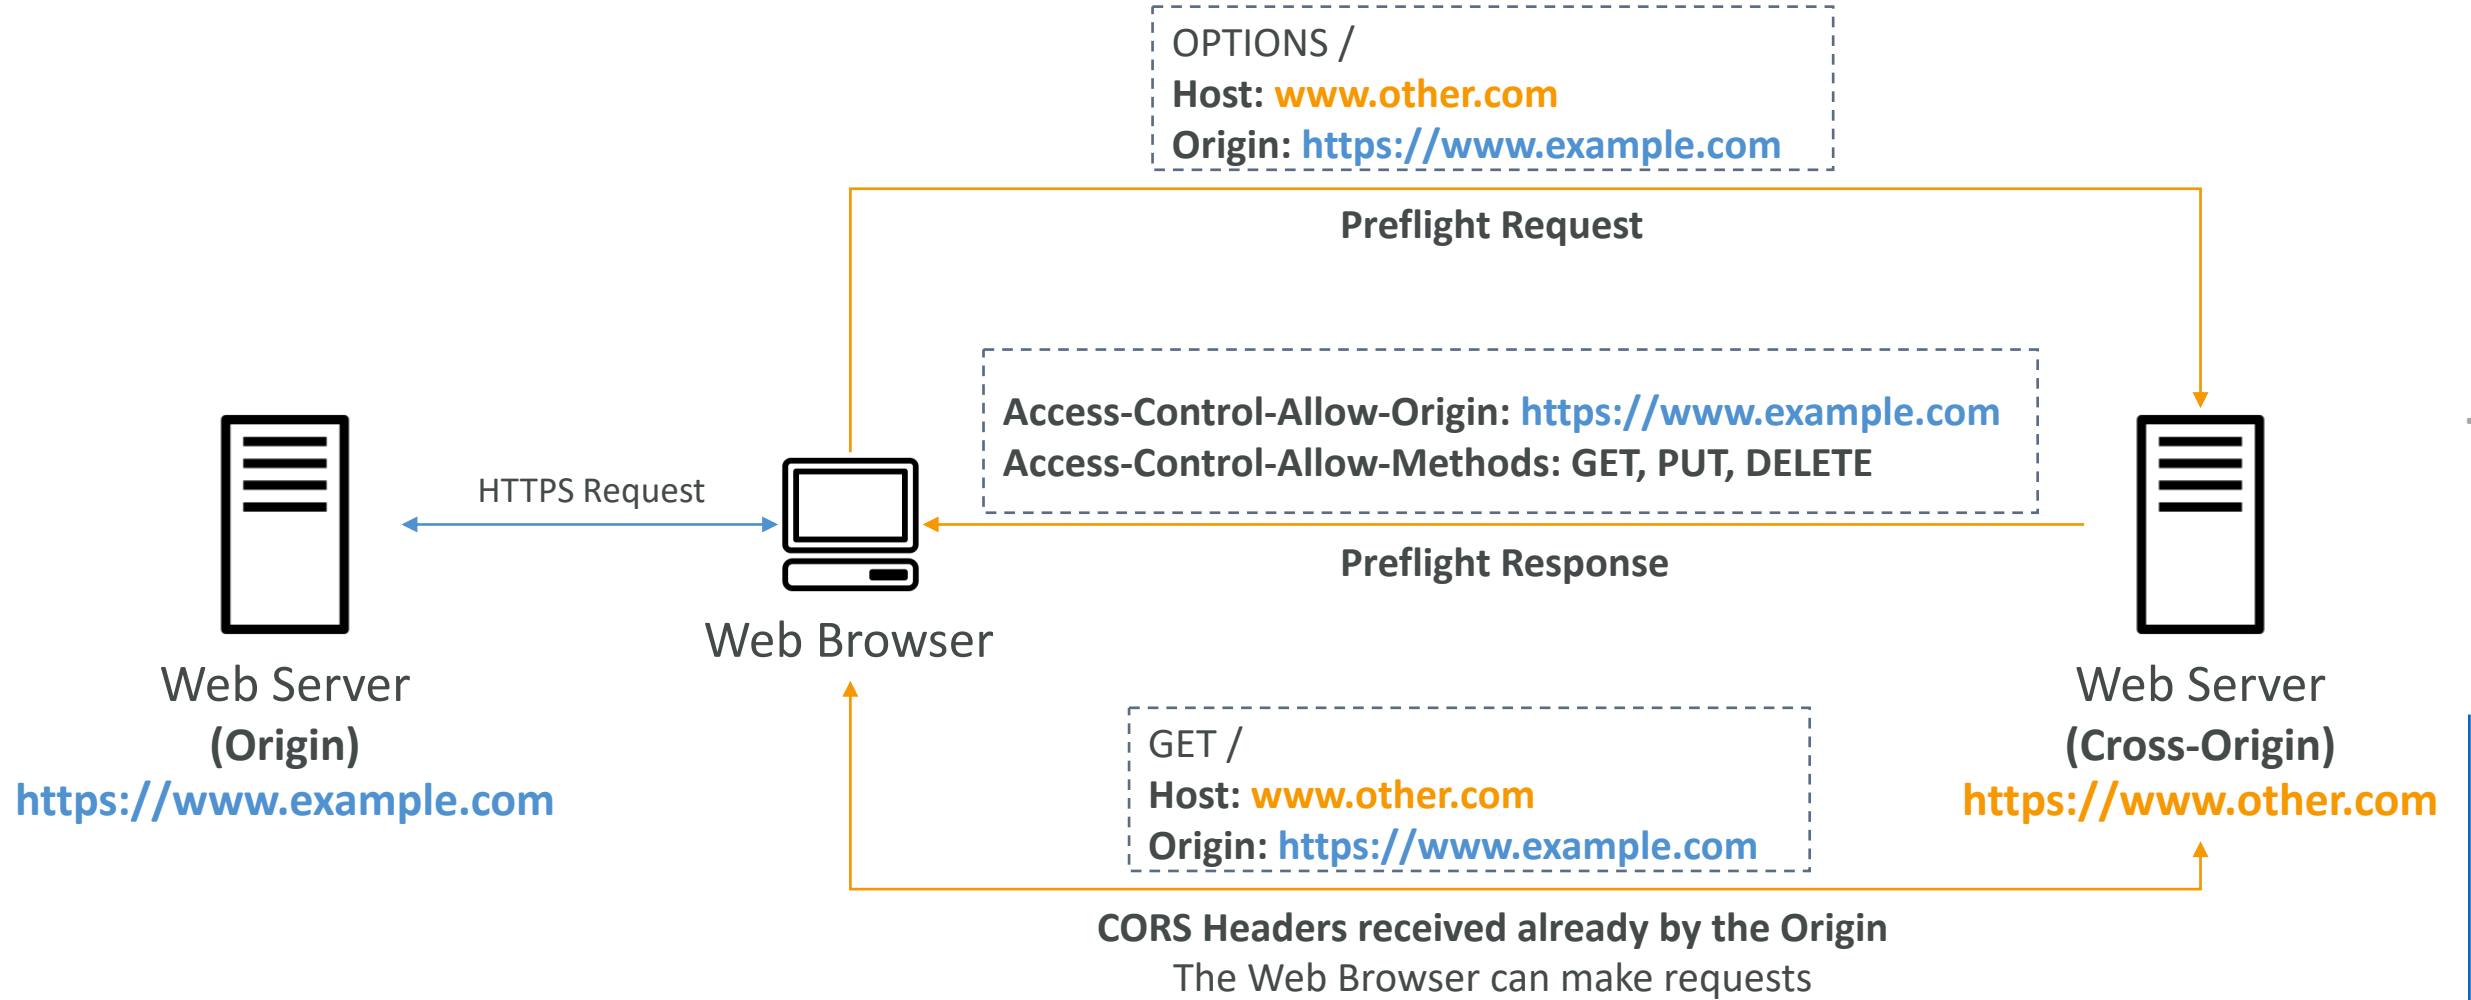 OPTIONS /
Host: www.other.com
Origin: https://www.example.com
Preflight Request
Access-Control-Allow-Origin: https://www.example.com
Access-Control-Allow-Methods: GET, PUT, DELETE
HTTPS Request
Preflight Response
Web Browser
Web Server
(Origin)
https://www.example.com
Web Server
(Cross-Origin)
https://www.other.com
GET /
Host: www.other.com
Origin: https://www.example.com
CORS Headers received already by the Origin
The Web Browser can make requests